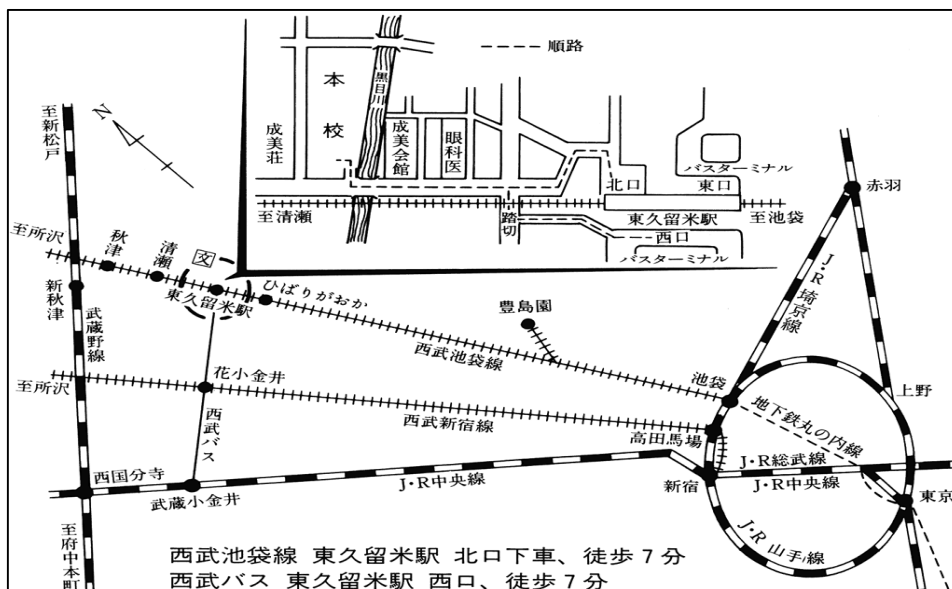 順路
本校
黒目川
成美荘
成美会館
眼科医
バスターミナル
北口
東口
至清瀬
踏切
東久留米駅
至池袋
西口
バスターミナル
N
至新松戸
赤羽
至所沢
秋津
清瀬
文
東久留米駅
ひばりがおか
新秋津
武蔵野線
豊島園
J・R埼京線
西武池袋線
池袋
上野
至所沢
花小金井
地下鉄丸の内線
西武新宿線
高田馬場
西武バス
西国分寺
武蔵小金井
J・R中央線
新宿
J・R総武線
J・R中央線
東京
J・R山手線
至府中本町
西武池袋線 東久留米駅 北口下車、徒歩7分
西武バス 東久留米駅 西口、徒歩7分